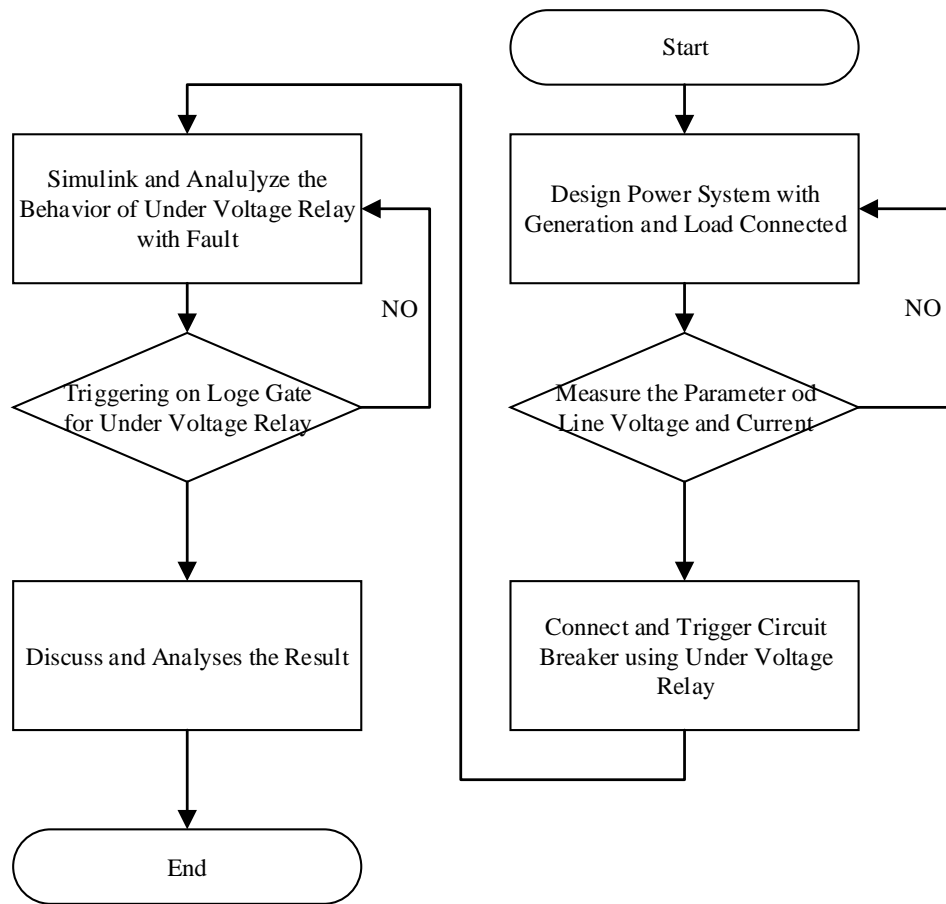 Start
Design Power System with
Generation and Load Connected
NO
Measure the Parameter od
Line Voltage and Current
Connect and Trigger Circuit
Breaker using Under Voltage
Relay
Simulink and Analu]yze the
Behavior of Under Voltage Relay
with Fault
NO
Triggering on Loge Gate
for Under Voltage Relay
Discuss and Analyses the Result
End